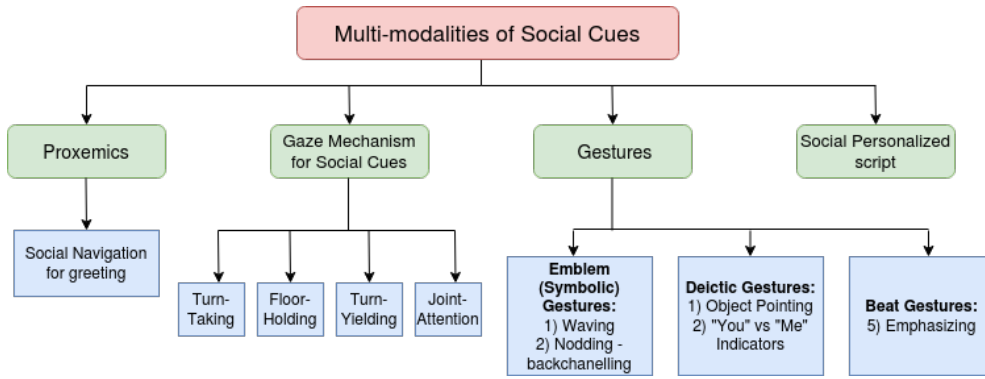 Multi-modalities of Social Cues
Proxemics
Gaze Mechanism
for Social Cues
Gestures
Social Personalized
script
Social Navigation
for greeting
Turn-
Taking
Floor-
Holding
Turn-
Yielding
Joint-
Attention
Emblem
(Symbolic)
Gestures:
1) Waving
2) Nodding -
backchanelling
Deictic Gestures:
1) Object Pointing
2) "You" vs "Me"
Indicators
Beat Gestures:
5) Emphasizing